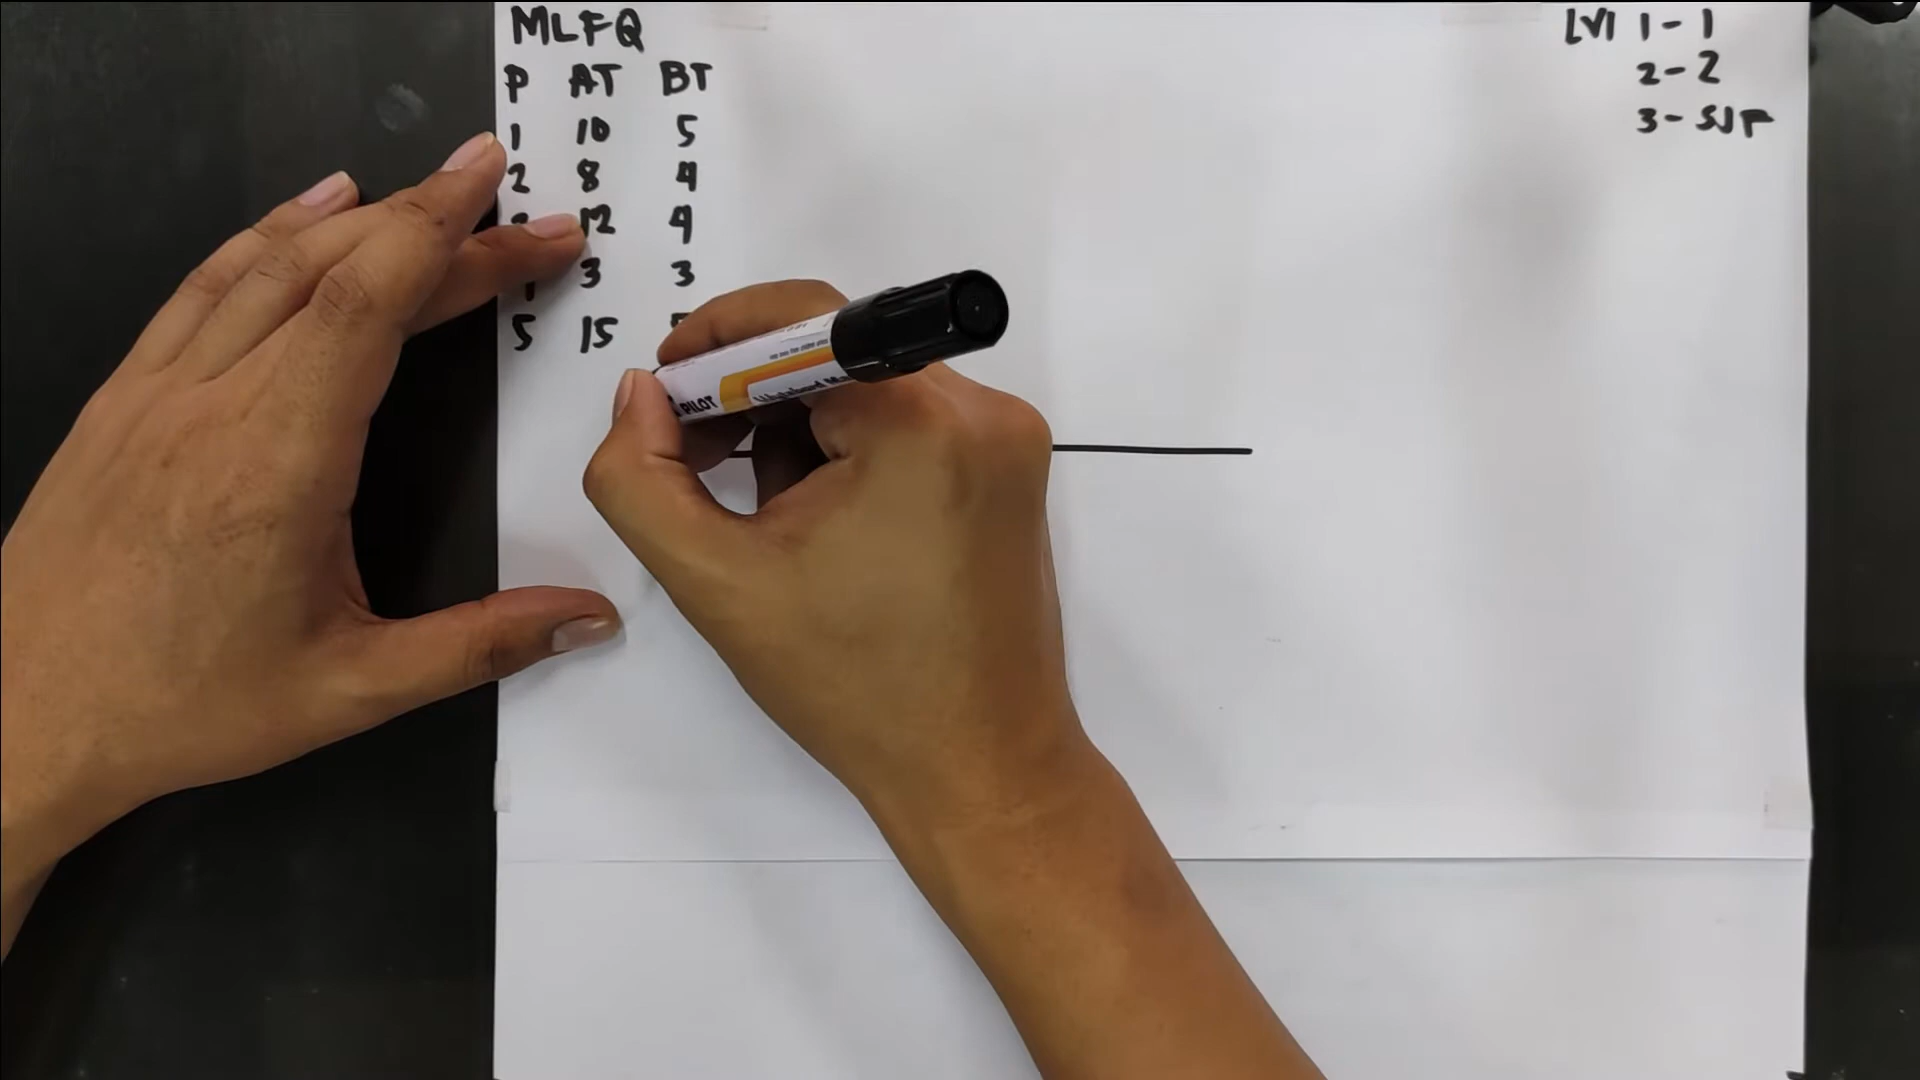 MLFQ
P AT BT
1 10 5
2 8 4
12 4
3 3
5 15
LVl 1 - 1
2 - 2
3 - SJF
PILOT